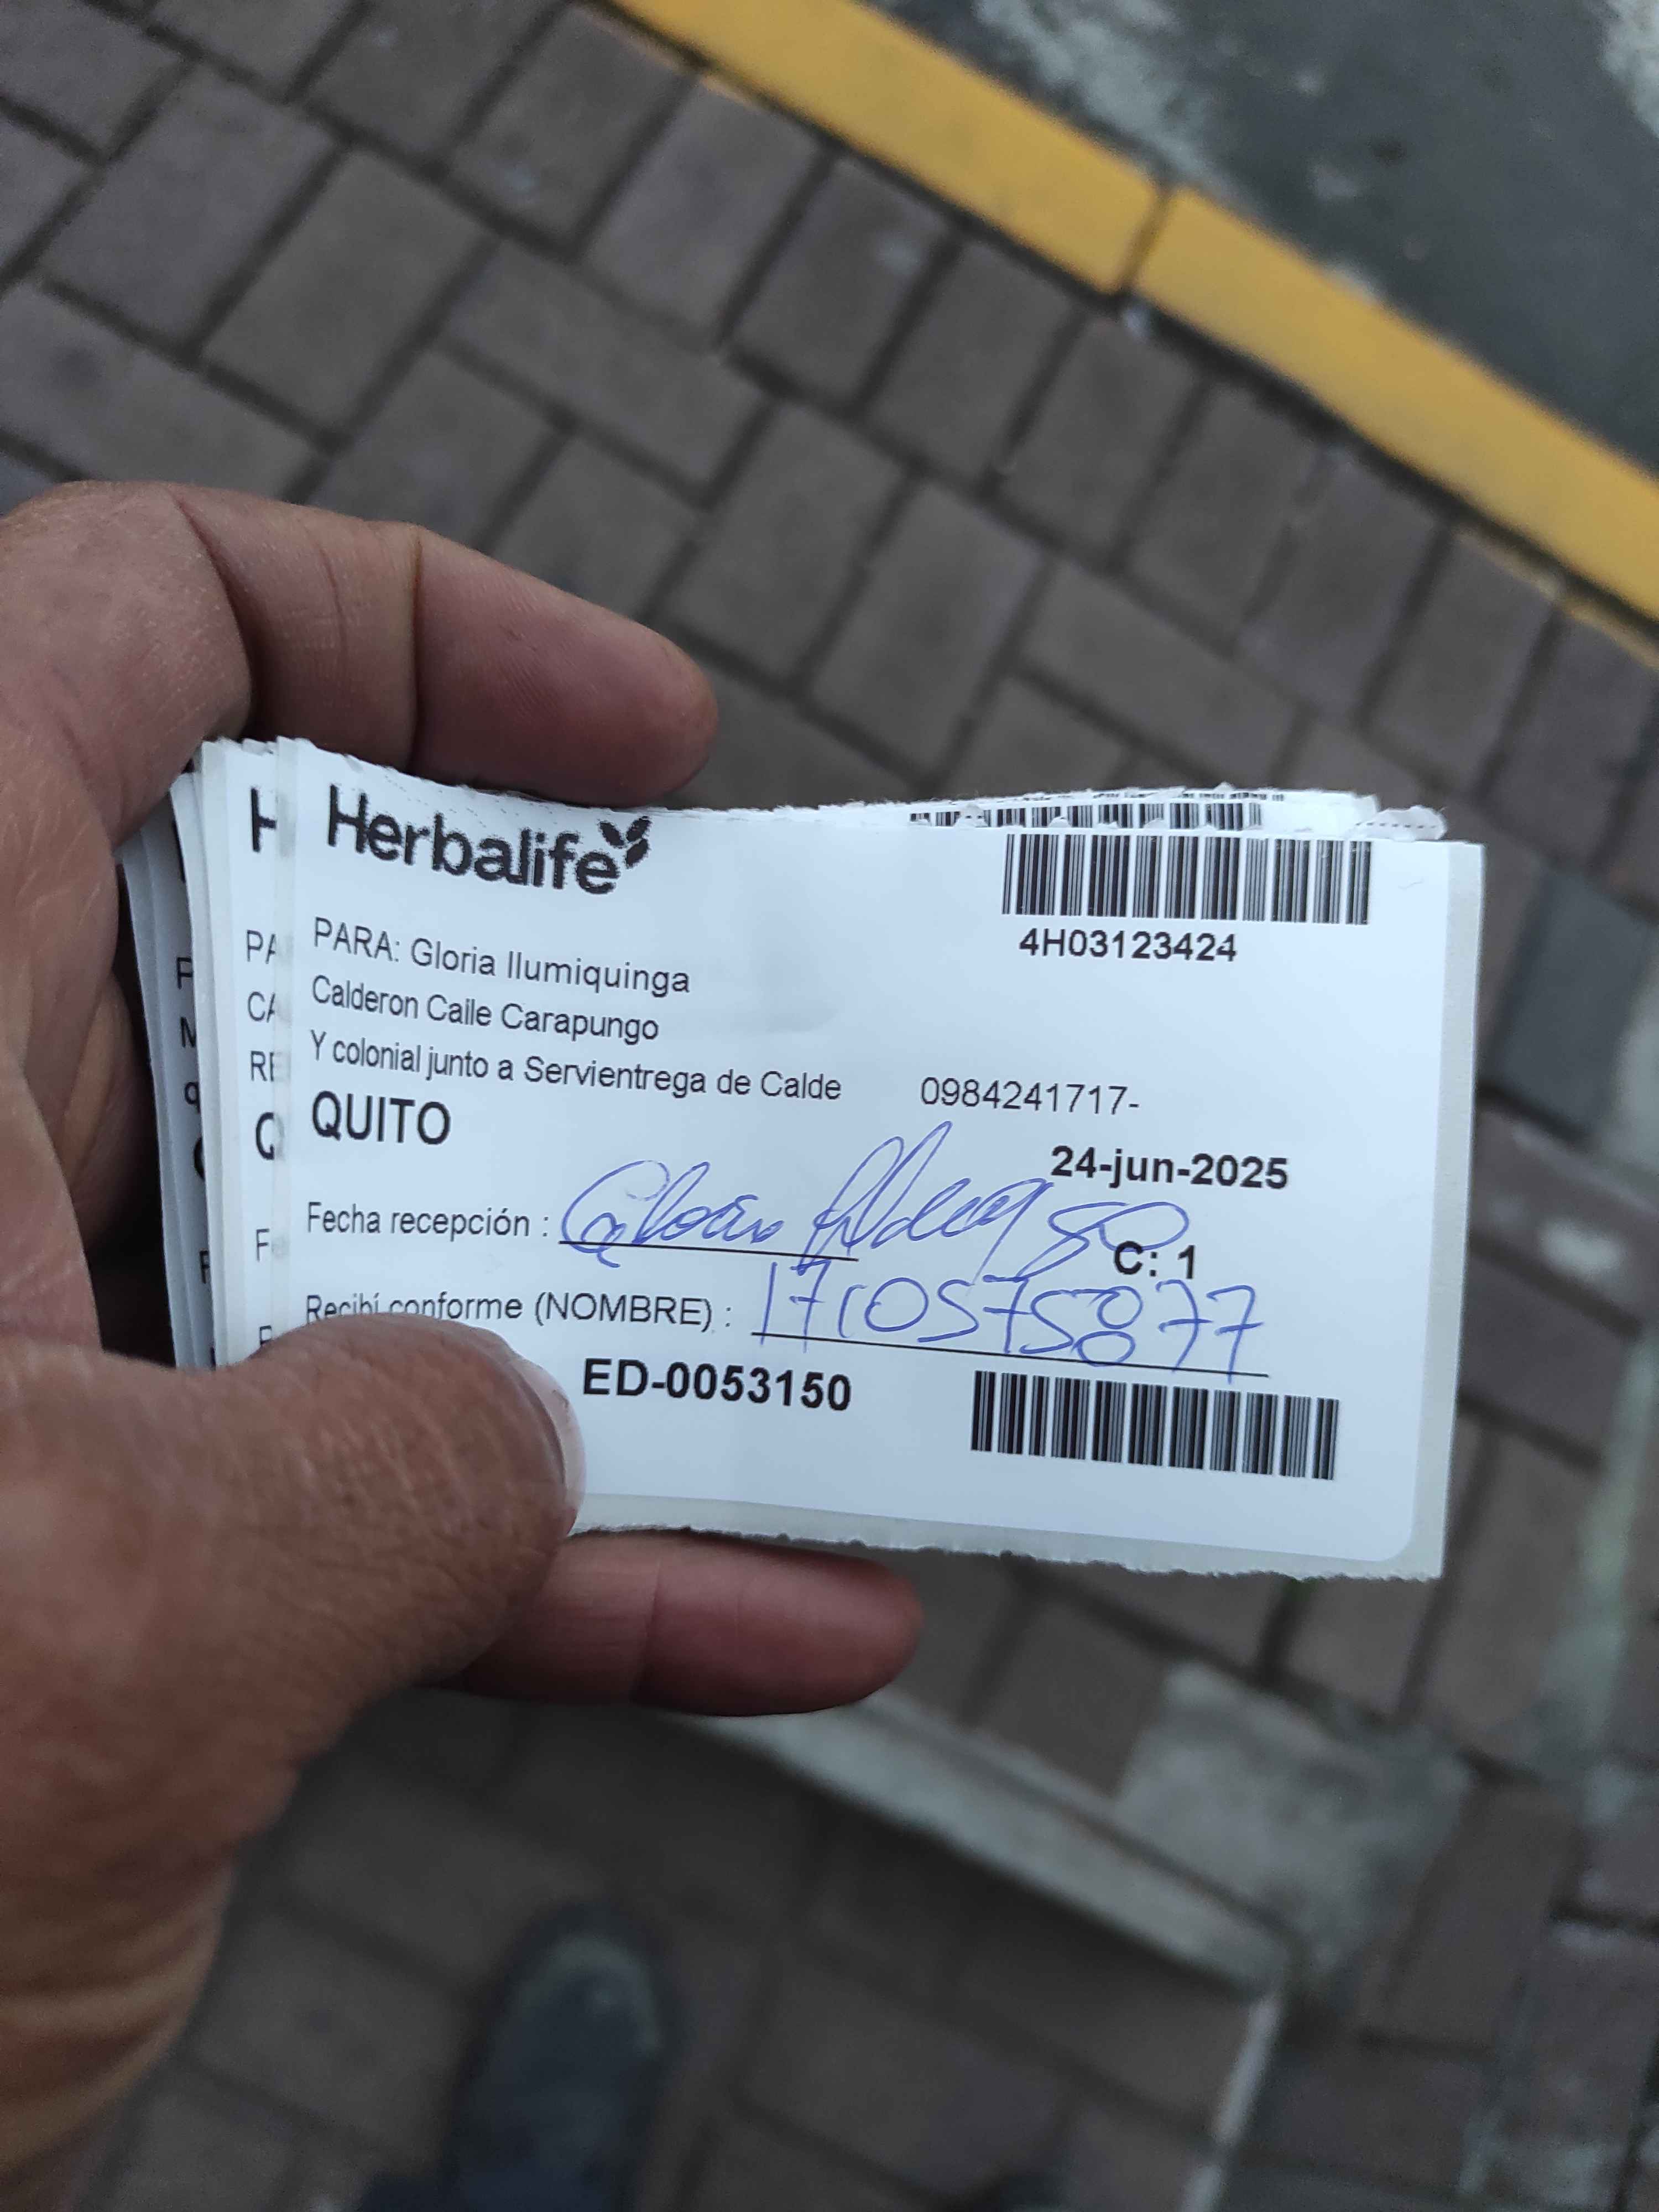 Herbalife
4H03123424
PARA: Gloria Ilumiquinga
Calderon Calle Carapungo
Y colonial junto a Servientrega de Calde 0984241717-
QUITO
24-jun-2025
Fecha recepción :
C: 1
Recibí conforme (NOMBRE) : 1710575877
ED-0053150